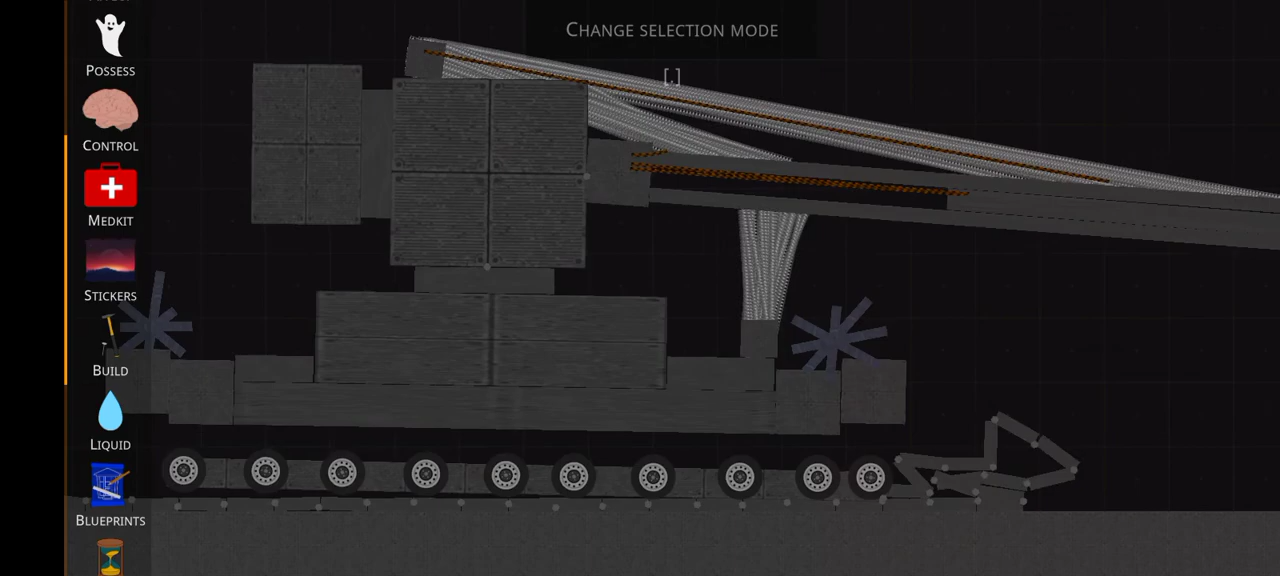 CHANGE SELECTION MODE
[.]
POSSESS
CONTROL
MEDKIT
STICKERS
BUILD
LIQUID
BLUEPRINTS